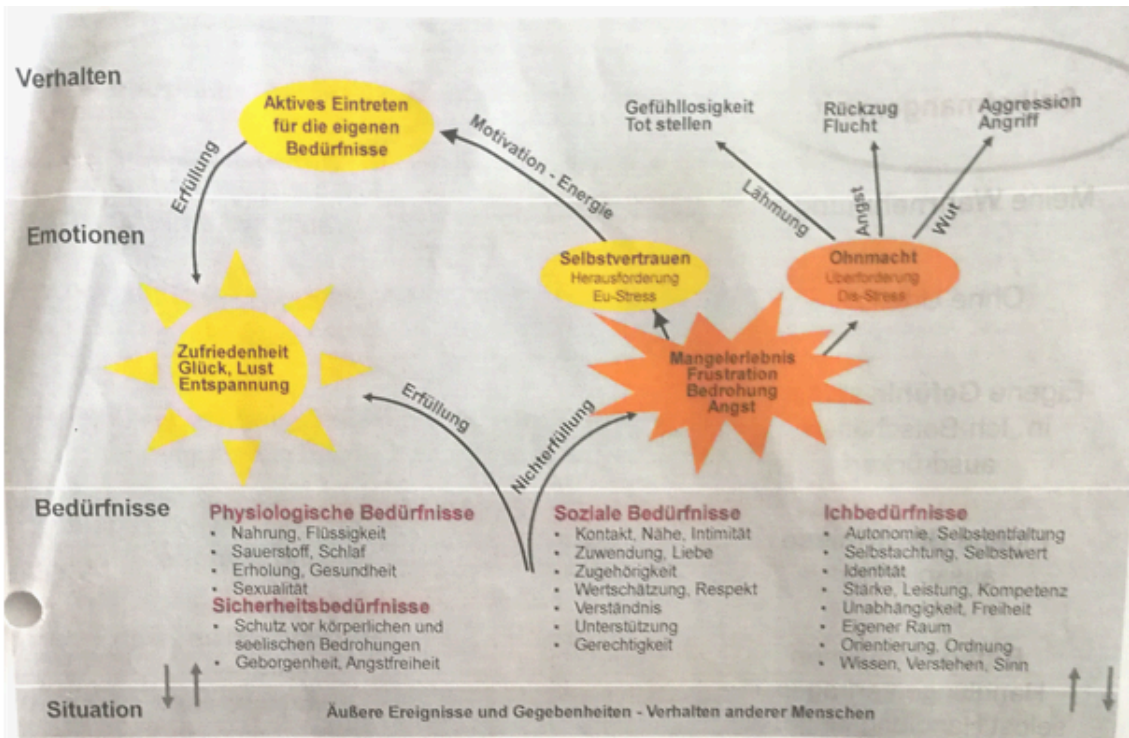 Verhalten
Aktives Eintreten
für die eigenen
Bedürfnisse
Motivation - Energie
Gefühllosigkeit
Tot stellen
Rückzug
Flucht
Aggression
Angriff
Erfüllung
Lähmung
Angst
Wut
Emotionen
Selbstvertrauen
Herausforderung
Eu-Stress
Ohnmacht
Überforderung
Dis-Stress
Zufriedenheit
Glück, Lust
Entspannung
Mangelerlebnis
Frustration
Bedrohung
Angst
Erfüllung
Nichterfüllung
Bedürfnisse
Physiologische Bedürfnisse
• Nahrung, Flüssigkeit
• Sauerstoff, Schlaf
• Erholung, Gesundheit
• Sexualität
Sicherheitsbedürfnisse
• Schutz vor körperlichen und
seelischen Bedrohungen
• Geborgenheit, Angstfreiheit
Soziale Bedürfnisse
• Kontakt, Nähe, Intimität
• Zuwendung, Liebe
• Zugehörigkeit
• Wertschätzung, Respekt
• Verständnis
• Unterstützung
• Gerechtigkeit
Ichbedürfnisse
• Autonomie, Selbstentfaltung
• Selbstachtung, Selbstwert
• Identität
• Stärke, Leistung, Kompetenz
• Unabhängigkeit, Freiheit
• Eigener Raum
• Orientierung, Ordnung
• Wissen, Verstehen, Sinn
Situation
Äußere Ereignisse und Gegebenheiten - Verhalten anderer Menschen